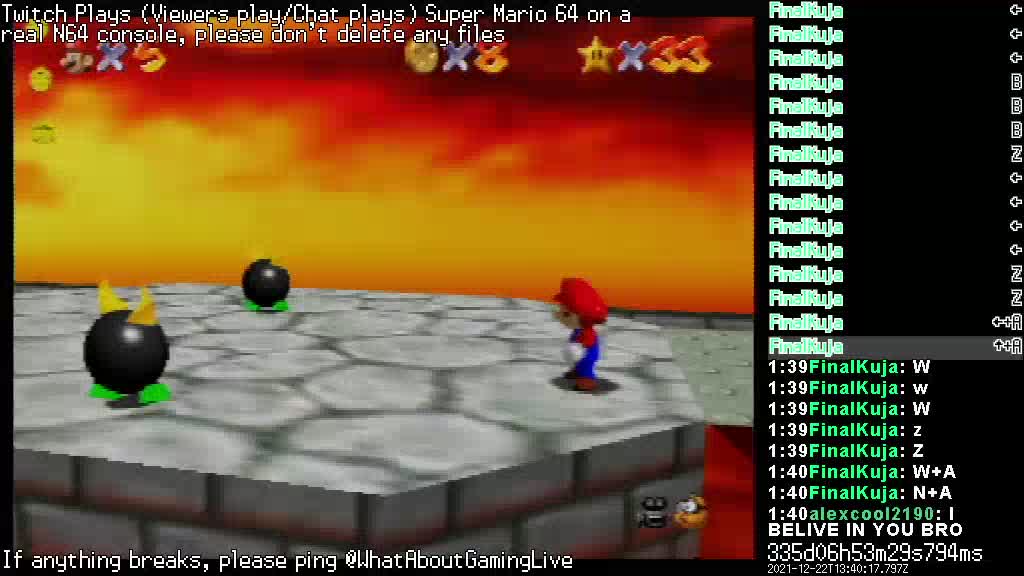 Twitch Plays (Viewers play/Chat plays) Super Mario 64 on a
real N64 console, please don't delete any files
×5
×8
×33
FinalKuja ←
FinalKuja ←
FinalKuja ←
FinalKuja B
FinalKuja B
FinalKuja B
FinalKuja Z
FinalKuja ←
FinalKuja ←
FinalKuja ←
FinalKuja ←
FinalKuja Z
FinalKuja Z
FinalKuja ←+A
FinalKuja ↑+A
1:39FinalKuja: W
1:39FinalKuja: w
1:39FinalKuja: W
1:39FinalKuja: z
1:39FinalKuja: Z
1:40FinalKuja: W+A
1:40FinalKuja: N+A
1:40alexcool2190: I
BELIVE IN YOU BRO
335d06h53m29s794ms
2021-12-22T13:40:17.797Z
If anything breaks, please ping @WhatAboutGamingLive